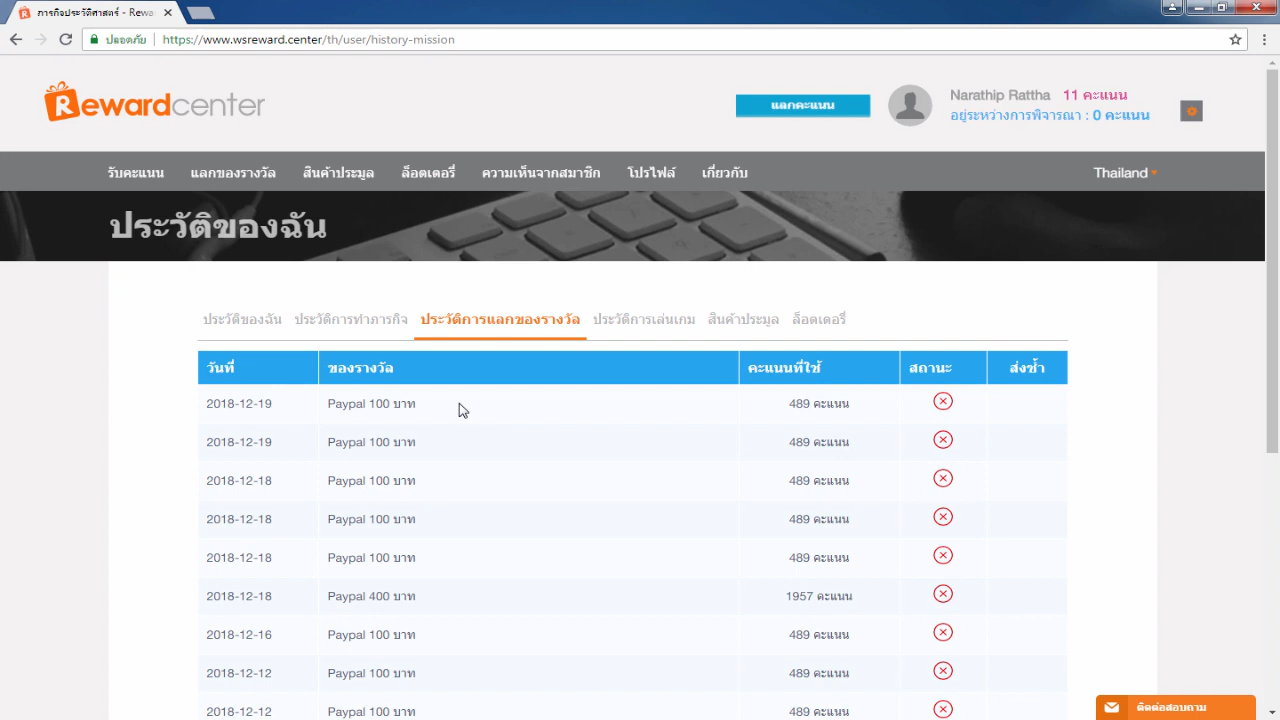 ภารกิจประวัติศาสตร์ - Rewa
ปลอดภัย | https://www.wsreward.center/th/user/history-mission
Rewardcenter
แลกคะแนน
Narathip Rattha 11 คะแนน
อยู่ระหว่างการพิจารณา : 0 คะแนน
รับคะแนน แลกของรางวัล สินค้าประมูล ล็อตเตอรี่ ความเห็นจากสมาชิก โปรไฟล์ เกี่ยวกับ Thailand
ประวัติของฉัน
ประวัติของฉัน ประวัติการทำภารกิจ ประวัติการแลกของรางวัล ประวัติการเล่นเกม สินค้าประมูล ล็อตเตอรี่
วันที่ ของรางวัล คะแนนที่ใช้ สถานะ ส่งซ้ำ
2018-12-19 Paypal 100 บาท 489 คะแนน
2018-12-19 Paypal 100 บาท 489 คะแนน
2018-12-18 Paypal 100 บาท 489 คะแนน
2018-12-18 Paypal 100 บาท 489 คะแนน
2018-12-18 Paypal 100 บาท 489 คะแนน
2018-12-18 Paypal 400 บาท 1957 คะแนน
2018-12-16 Paypal 100 บาท 489 คะแนน
2018-12-12 Paypal 100 บาท 489 คะแนน
2018-12-12 Paypal 100 บาท 489 คะแนน
ติดต่อสอบถาม